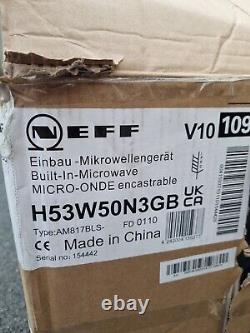 NEFF
V10 109
Einbau-Mikrowellengerät
Built-In-Microwave
MICRO-ONDE encastrable
H53W50N3GB UK CA
Type:AM817BLS- FD 0110
CE Made in China
Serial no: 154442